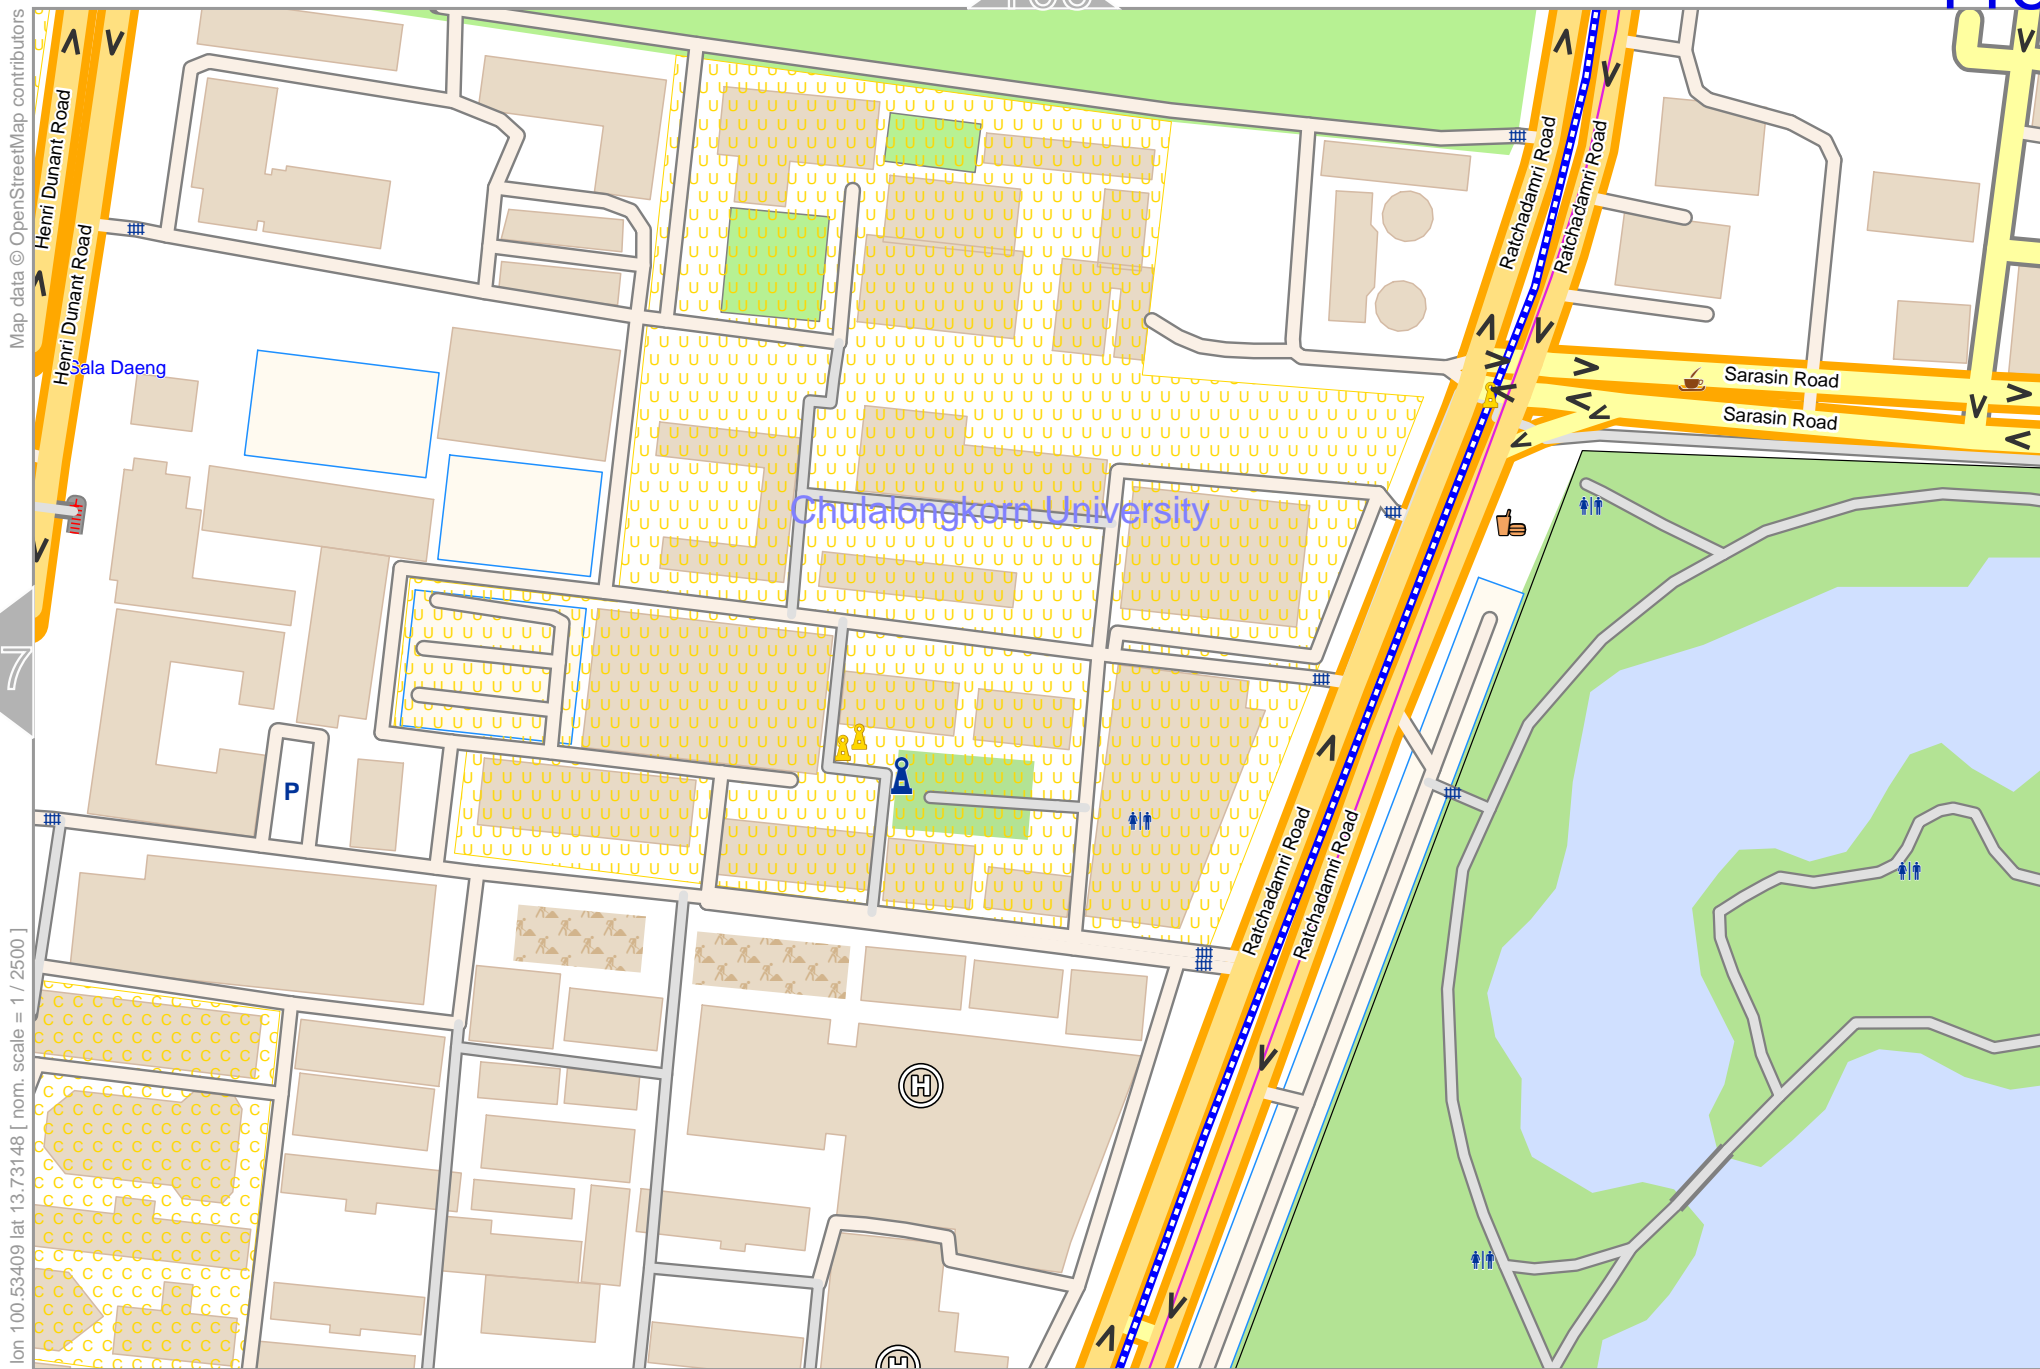 Map data © OpenStreetMap contributors
Henri Dunant Road
Henri Dunant Road
Ratchadamri Road
Ratchadamri Road
Sala Daeng
Sarasin Road
Sarasin Road
Chulalongkorn University
7
P
Ratchadamri Road
Ratchadamri Road
H
H
lon 100.53409 lat 13.73148 [ nom. scale = 1 / 2500 ]